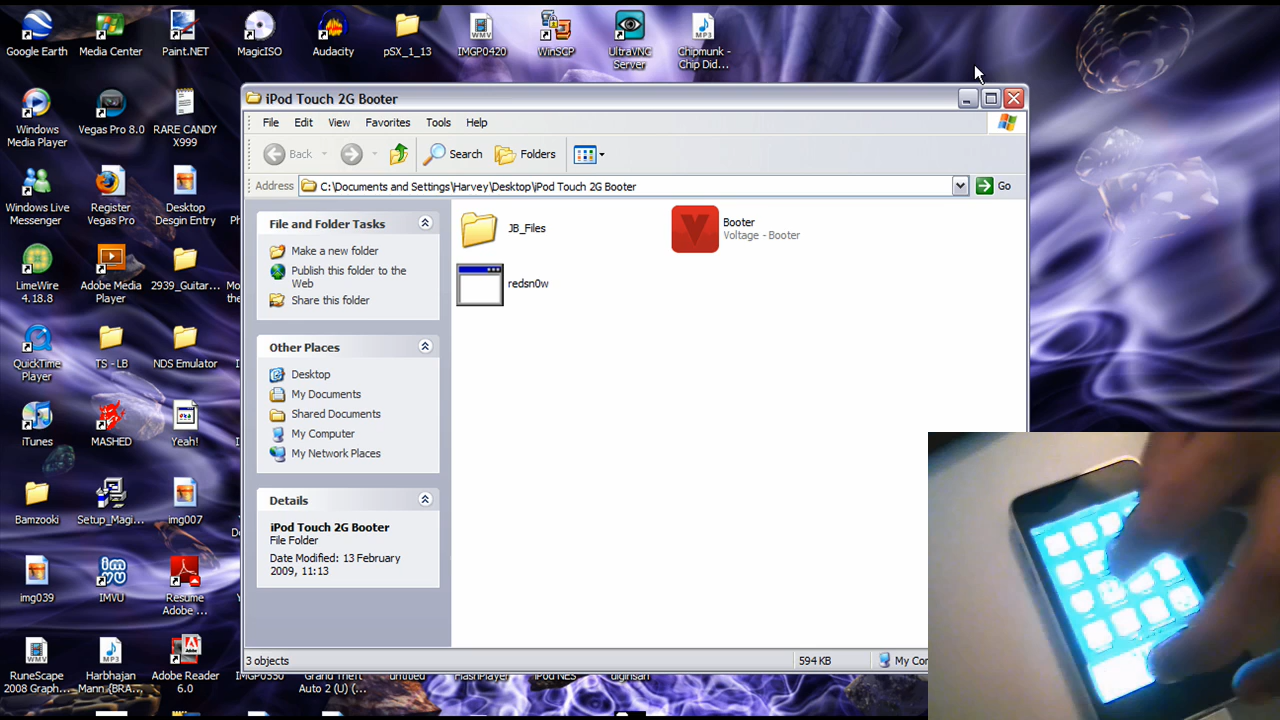 Google Earth
Media Center
Paint.NET
MagicISO
Audacity
pSX_1_13
IMGP0420
WinSCP
UltraVNC
Server
Chipmunk -
Chip Did...
Windows
Media Player
Vegas Pro 8.0
RARE CANDY
X999
Windows Live
Messenger
Register
Vegas Pro
Desktop
Desgin Entry
LimeWire
4.18.8
Adobe Media
Player
2939_Guitar...
QuickTime
Player
TS - LB
NDS Emulator
iTunes
MASHED
Yeah!
Bamzooki
Setup_Magi...
img007
img039
IMVU
Resume
Adobe ...
RuneScape
2008 Graph...
Harbhajan
Mann (BRA...
Adobe Reader
6.0
IMGP0550
Grand Theft
Auto 2 (U) (...
untitled
FlashPlayer
iPod NES
iPod Touch 2G Booter
File Edit View Favorites Tools Help
Back Search Folders
Address C:\Documents and Settings\Harvey\Desktop\iPod Touch 2G Booter Go
File and Folder Tasks
Make a new folder
Publish this folder to the
Web
Share this folder
Other Places
Desktop
My Documents
Shared Documents
My Computer
My Network Places
Details
iPod Touch 2G Booter
File Folder
Date Modified: 13 February
2009, 11:13
JB_Files
Booter
Voltage - Booter
redsn0w
3 objects 594 KB My Co